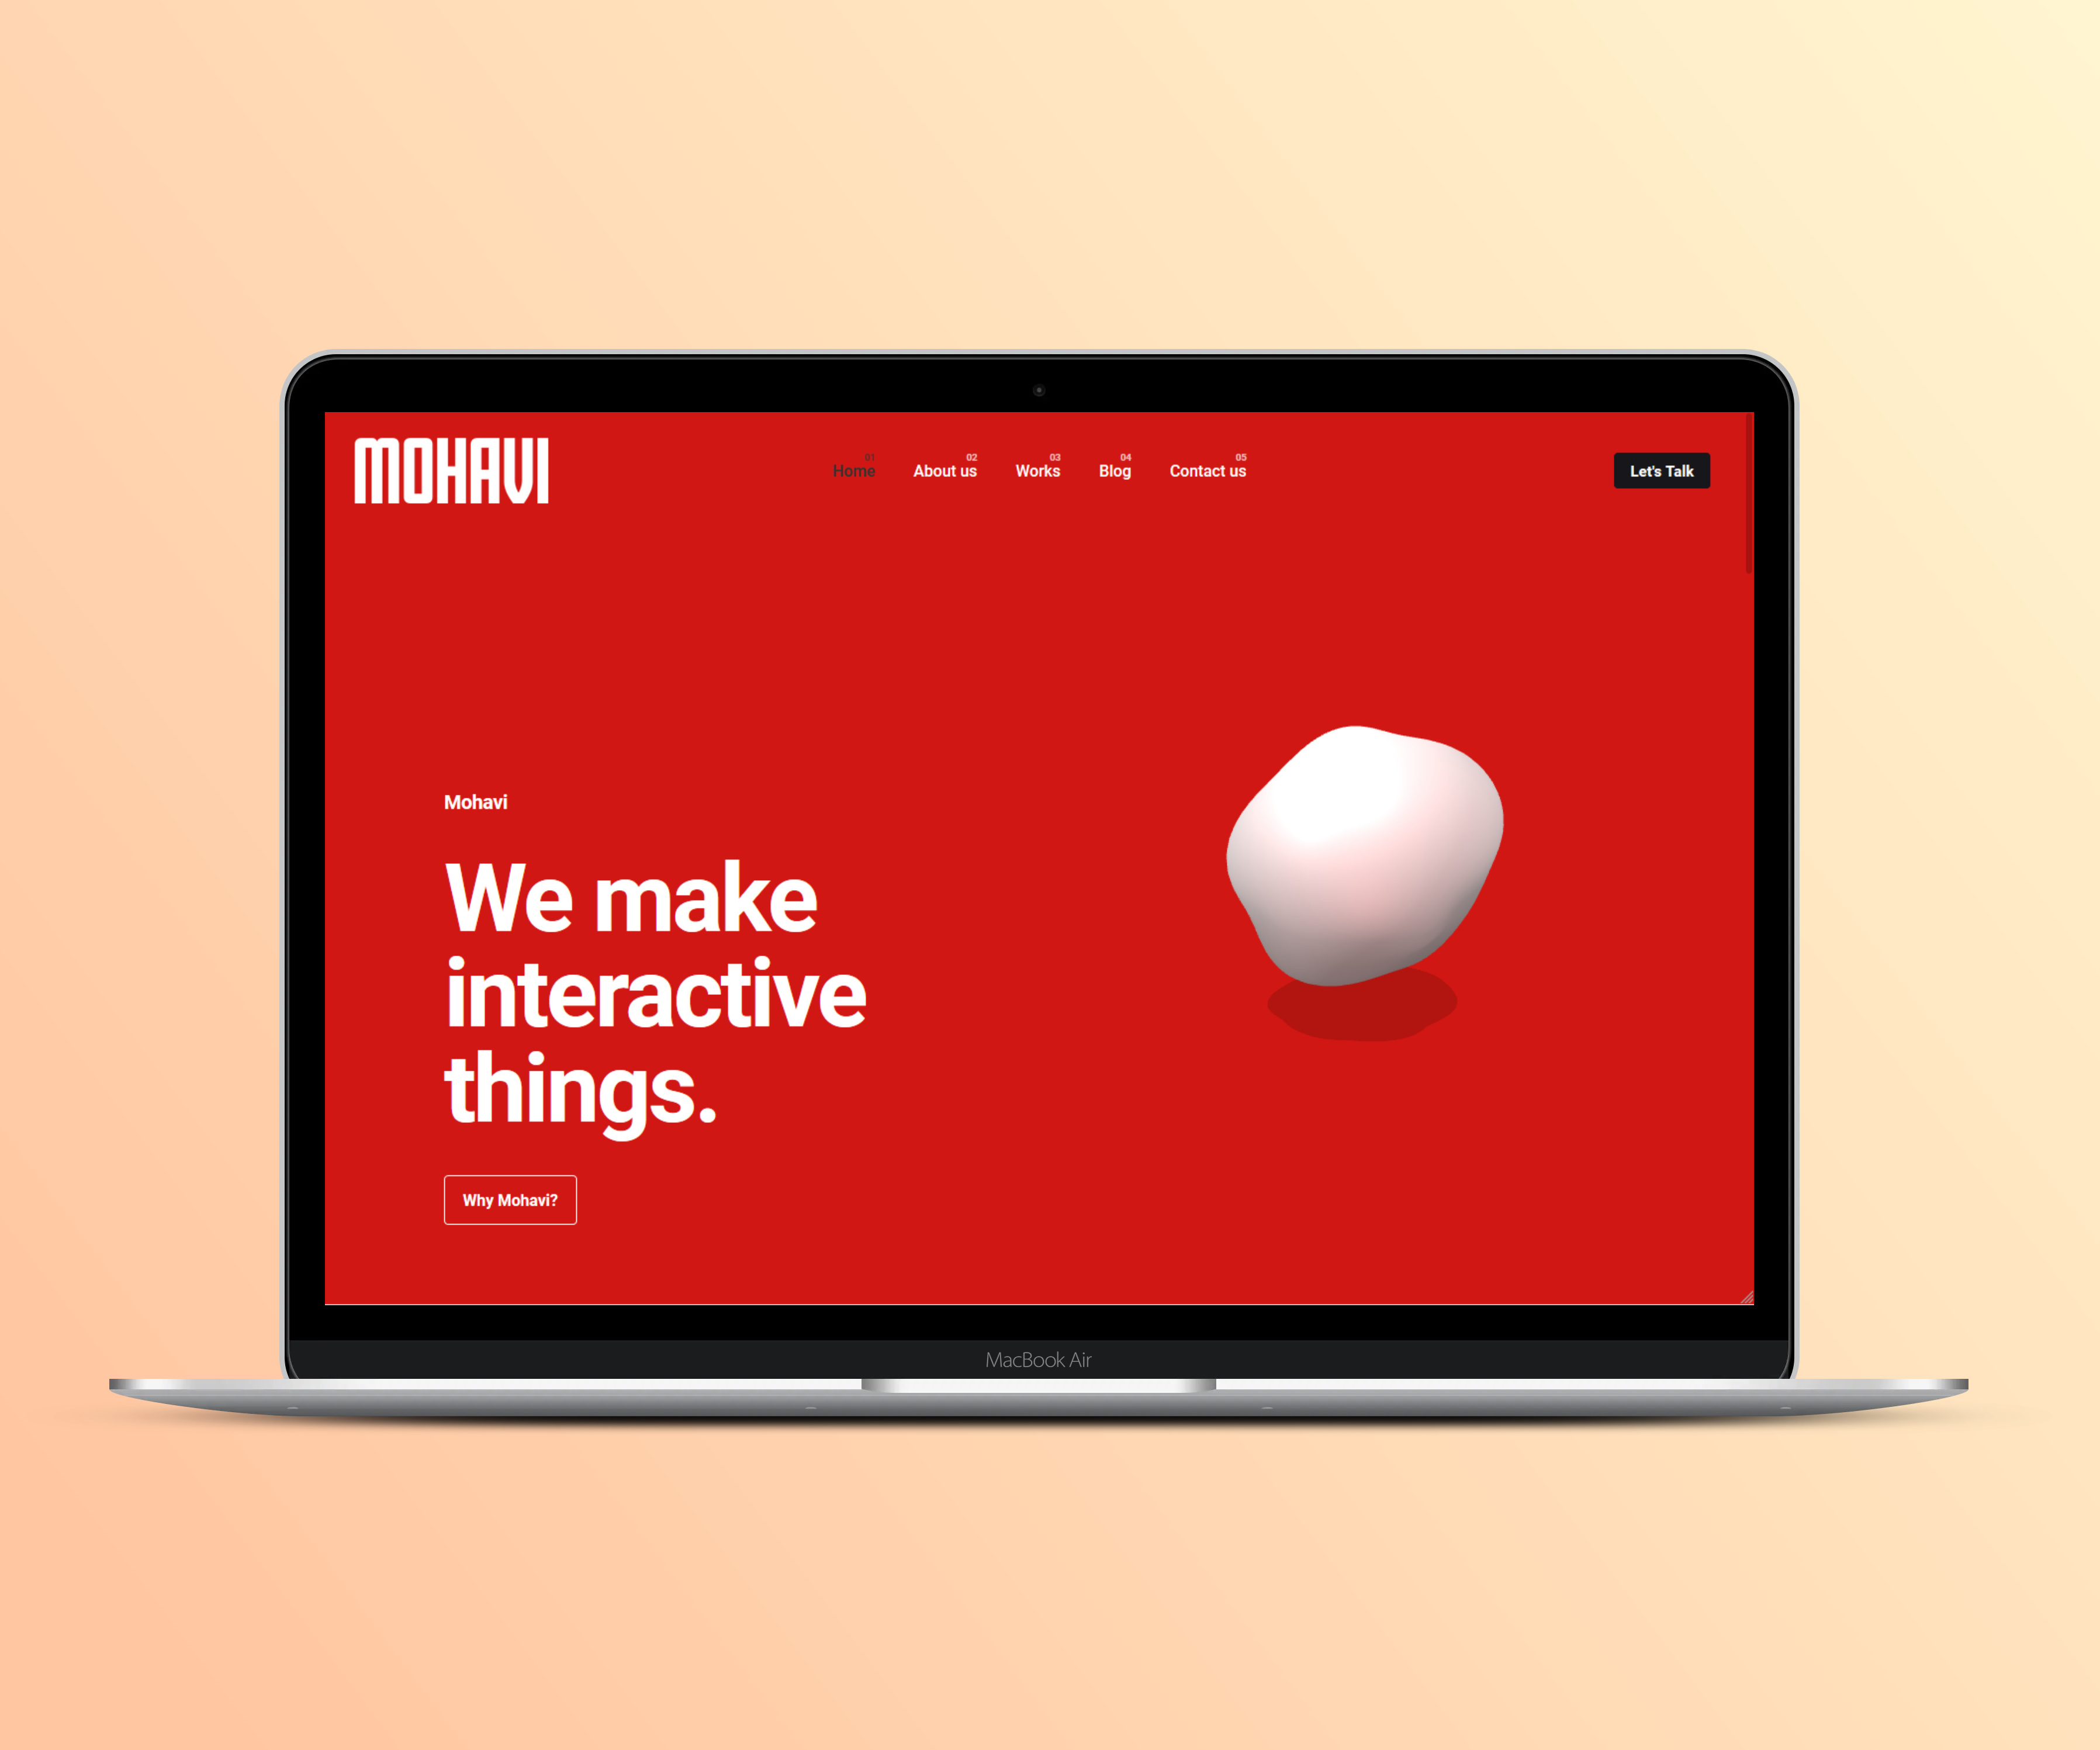 MOHAVI
01 02 03 04 05
Home About us Works Blog Contact us
Let's Talk
Mohavi
We make
interactive
things.
Why Mohavi?
MacBook Air